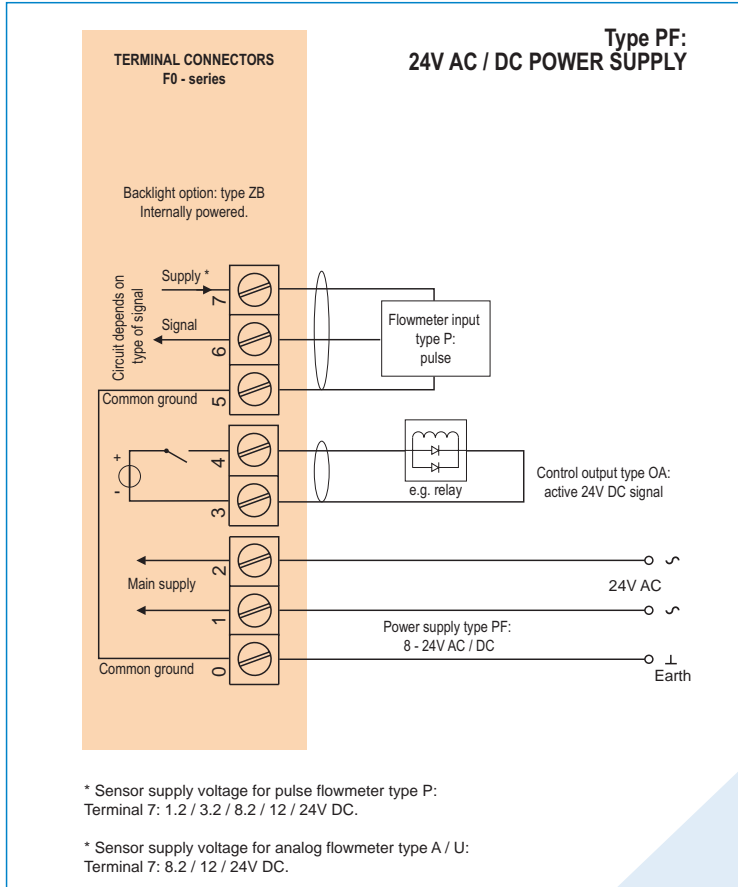 Type PF:
24V AC / DC POWER SUPPLY
TERMINAL CONNECTORS
F0 - series
Backlight option: type ZB
Internally powered.
Circuit depends on
type of signal
Supply *
7
Signal
6
Common ground
5
Flowmeter input
type P:
pulse
+
-
4
3
e.g. relay
Control output type OA:
active 24V DC signal
2
Main supply
1
24V AC
Power supply type PF:
8 - 24V AC / DC
Common ground
0
Earth
* Sensor supply voltage for pulse flowmeter type P:
Terminal 7: 1.2 / 3.2 / 8.2 / 12 / 24V DC.
* Sensor supply voltage for analog flowmeter type A / U:
Terminal 7: 8.2 / 12 / 24V DC.